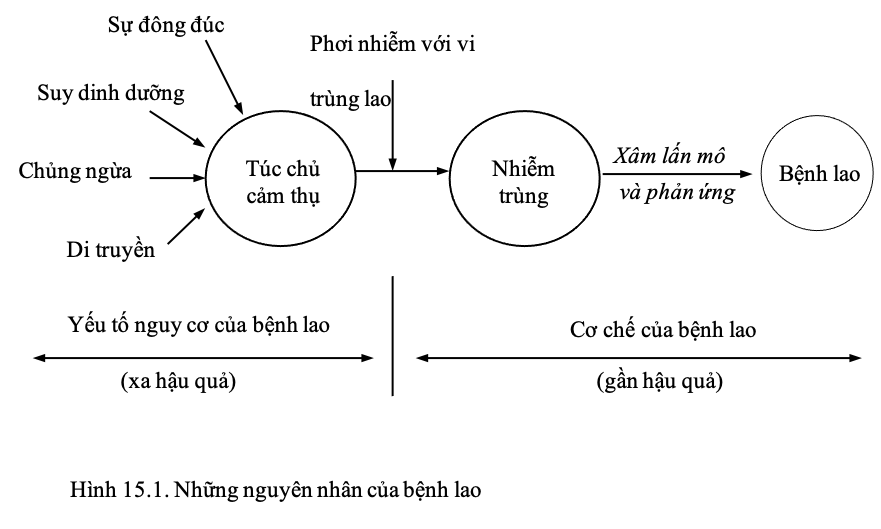 Sự đông đúc
Phơi nhiễm với vi
trùng lao
Suy dinh dưỡng
Chủng ngừa
Di truyền
Túc chủ
cảm thụ
Nhiễm
trùng
Xâm lấn mô
và phản ứng
Bệnh lao
Yếu tố nguy cơ của bệnh lao
(xa hậu quả)
Cơ chế của bệnh lao
(gần hậu quả)
Hình 15.1. Những nguyên nhân của bệnh lao